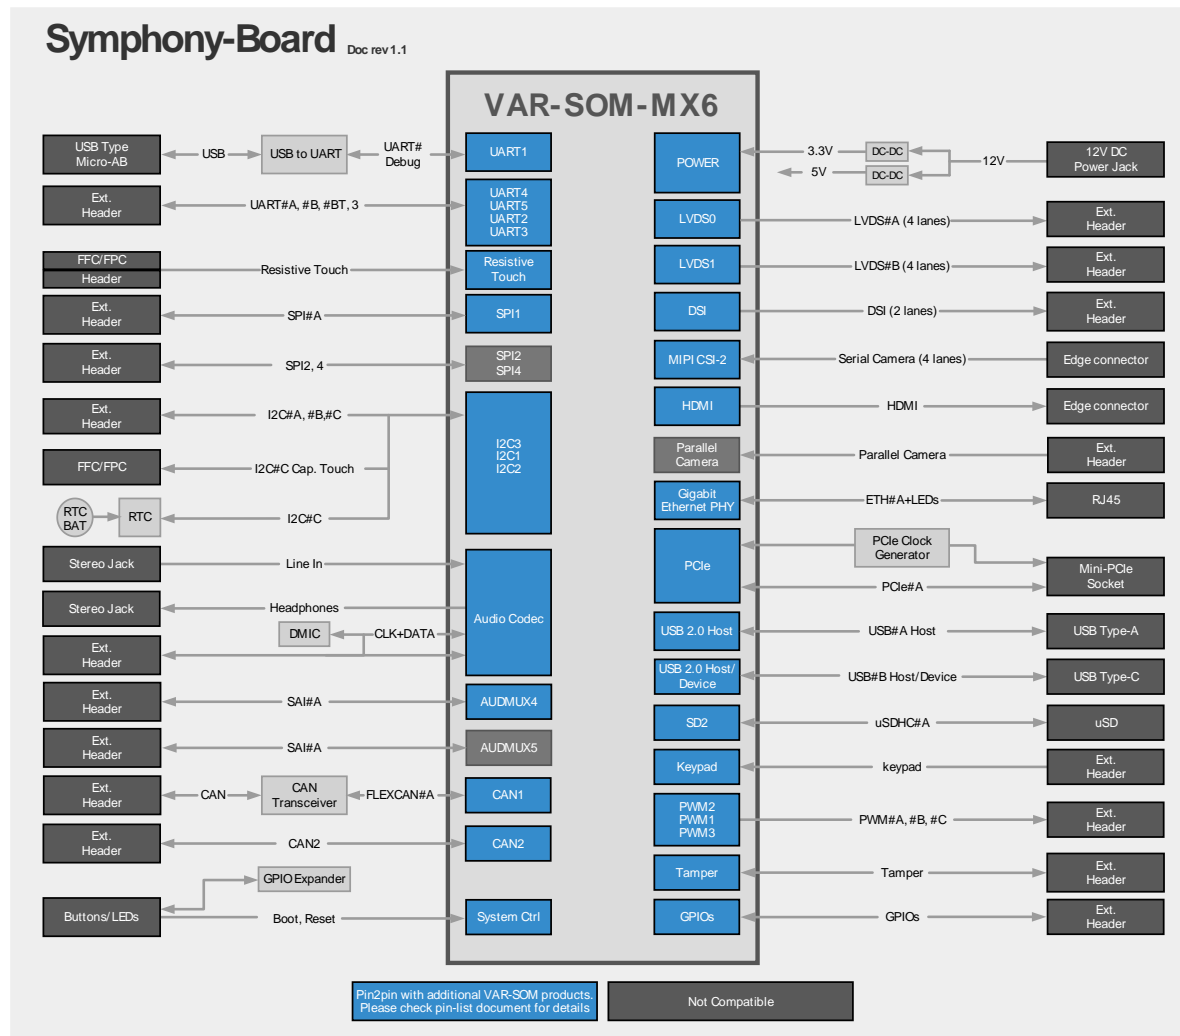 Symphony-Board Doc rev 1.1
VAR-SOM-MX6
USB Type
Micro-AB
USB
USB to UART
UART#
Debug
UART1
Ext.
Header
UART#A, #B, #BT, 3
UART4
UART5
UART2
UART3
FFC/FPC
Header
Resistive Touch
Resistive
Touch
Ext.
Header
SPI#A
SPI1
Ext.
Header
SPI2, 4
SPI2
SPI4
Ext.
Header
I2C#A, #B,#C
I2C3
I2C1
I2C2
FFC/FPC
I2C#C Cap. Touch
RTC
BAT
RTC
I2C#C
Stereo Jack
Line In
Audio Codec
Stereo Jack
Headphones
DMIC
CLK+DATA
Ext.
Header
Ext.
Header
SAI#A
AUDMUX4
Ext.
Header
SAI#A
AUDMUX5
Ext.
Header
CAN
CAN
Transceiver
FLEXCAN#A
CAN1
Ext.
Header
CAN2
CAN2
GPIO Expander
Buttons/LEDs
Boot, Reset
System Ctrl
POWER
3.3V
DC-DC
5V
DC-DC
12V
12V DC
Power Jack
LVDS0
LVDS#A (4 lanes)
Ext.
Header
LVDS1
LVDS#B (4 lanes)
Ext.
Header
DSI
DSI (2 lanes)
Ext.
Header
MIPI CSI-2
Serial Camera (4 lanes)
Edge connector
HDMI
HDMI
Edge connector
Parallel
Camera
Parallel Camera
Ext.
Header
Gigabit
Ethernet PHY
ETH#A+LEDs
RJ45
PCIe
PCIe Clock
Generator
PCIe#A
Mini-PCIe
Socket
USB 2.0 Host
USB#A Host
USB Type-A
USB 2.0 Host/
Device
USB#B Host/Device
USB Type-C
SD2
uSDHC#A
uSD
Keypad
keypad
Ext.
Header
PWM2
PWM1
PWM3
PWM#A, #B, #C
Ext.
Header
Tamper
Tamper
Ext.
Header
GPIOs
GPIOs
Ext.
Header
Pin2pin with additional VAR-SOM products.
Please check pin-list document for details
Not Compatible